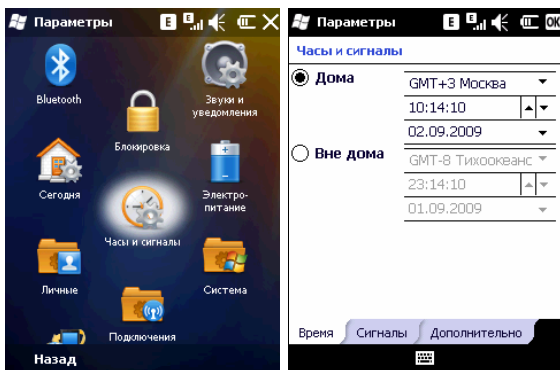 Параметры
E E
Bluetooth
Звуки и
уведомления
Блокировка
Сегодня
Электро-
питание
Часы и сигналы
Личные
Система
Подключения
Назад
Параметры
E E OK
Часы и сигналы
Дома
GMT+3 Москва
10:14:10
02.09.2009
Вне дома
GMT-8 Тихоокеанс
23:14:10
01.09.2009
Время Сигналы Дополнительно